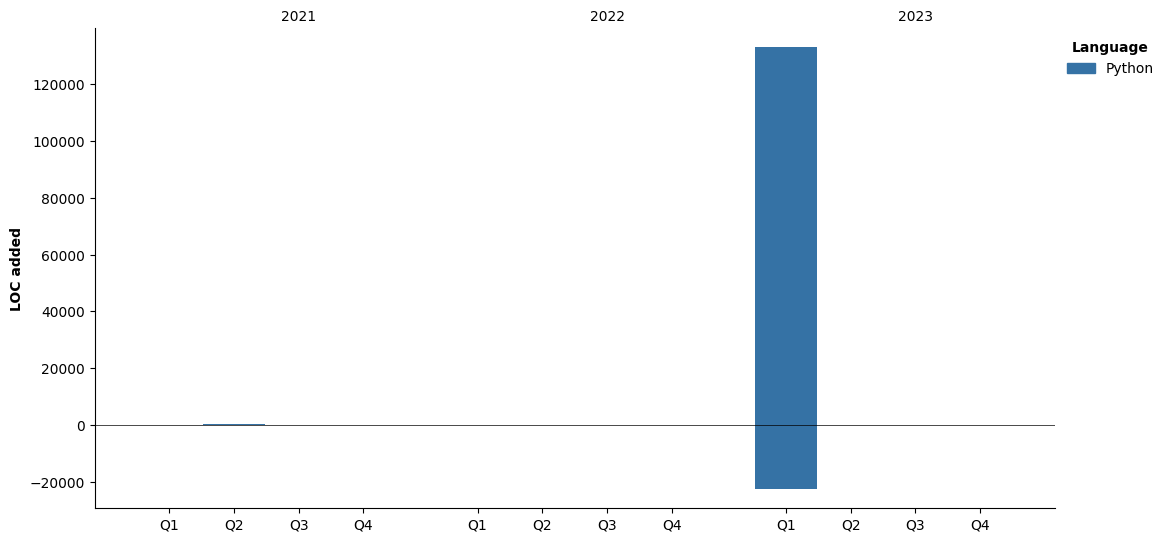 2021 2022 2023
Language
Python
120000
100000
80000
60000
40000
20000
0
−20000
LOC added
Q1 Q2 Q3 Q4 Q1 Q2 Q3 Q4 Q1 Q2 Q3 Q4